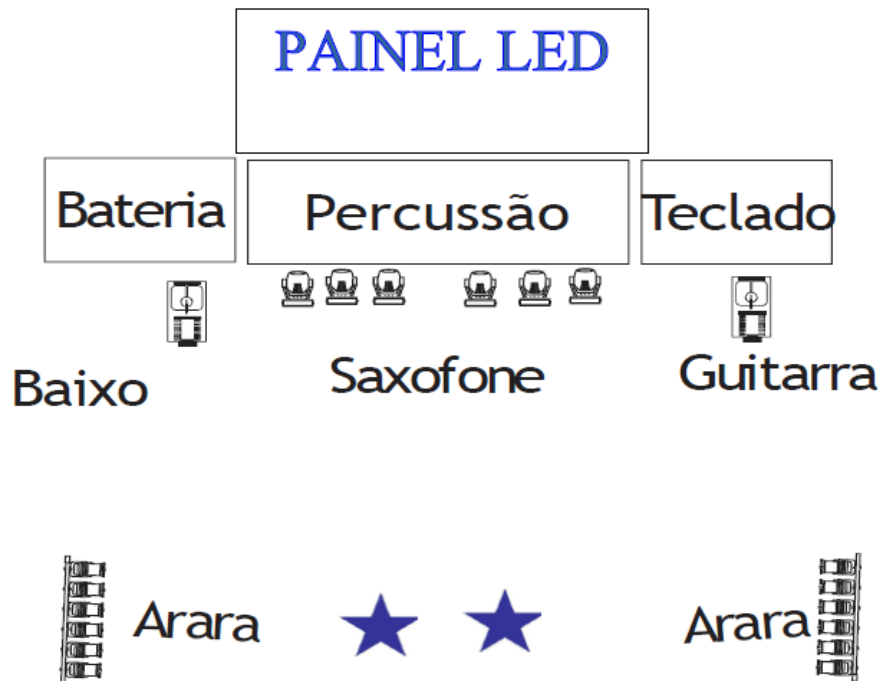 PAINEL LED
Bateria
Percussão
Teclado
Baixo
Saxofone
Guitarra
Arara
Arara